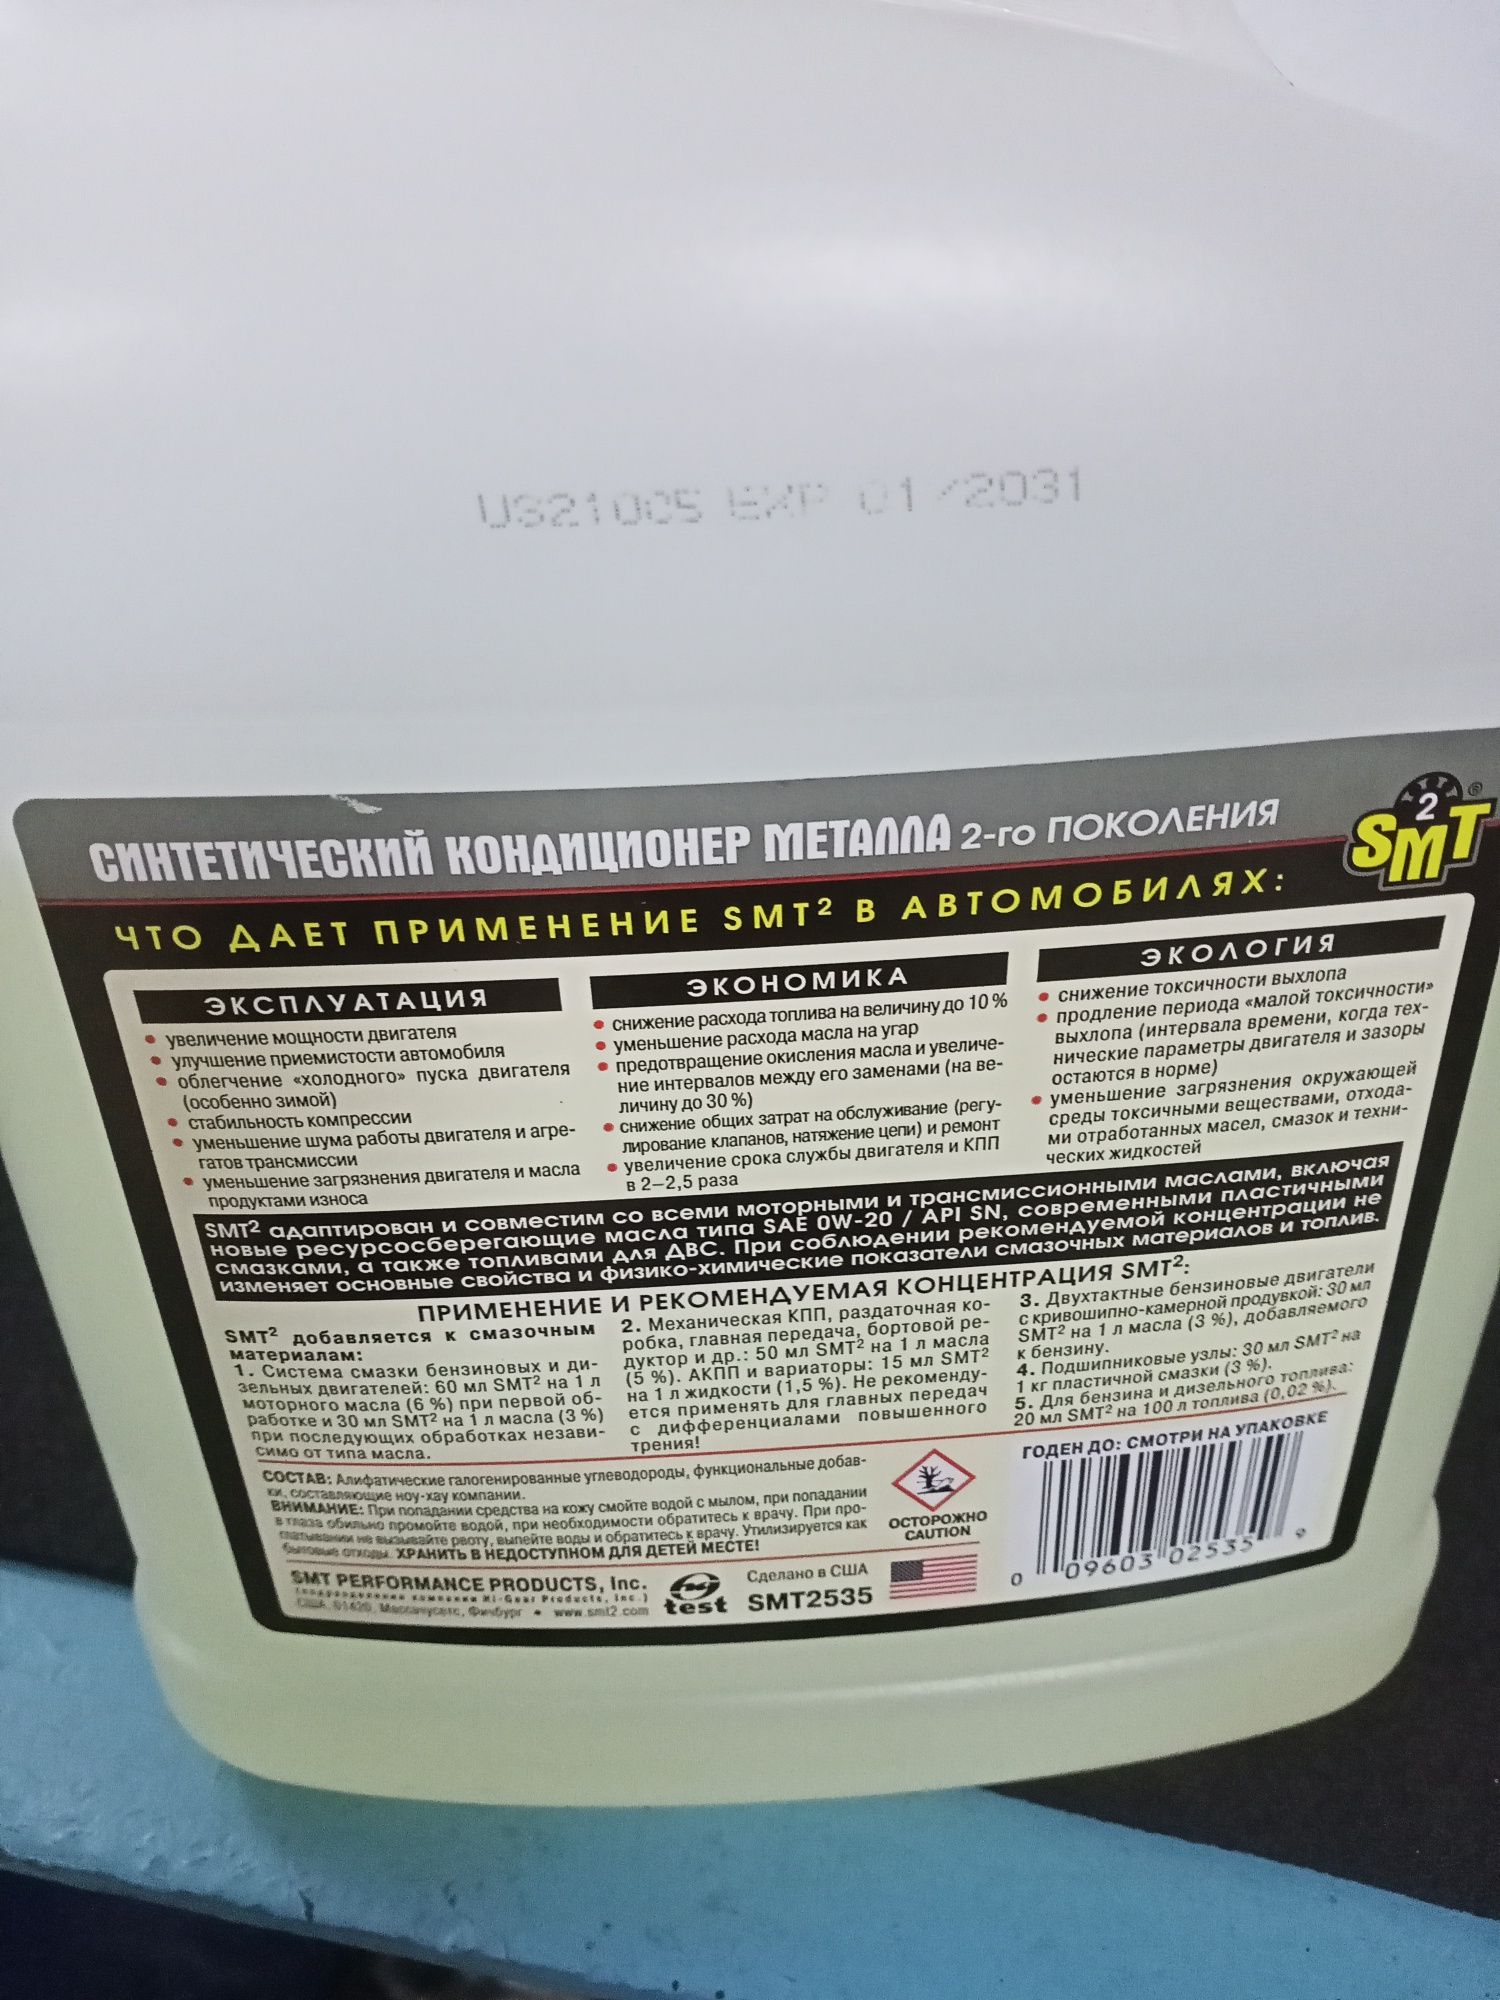 US21005 EXP 01/2031
СИНТЕТИЧЕСКИЙ КОНДИЦИОНЕР МЕТАЛЛА 2-го ПОКОЛЕНИЯ
SMT2®
ЧТО ДАЕТ ПРИМЕНЕНИЕ SMT² В АВТОМОБИЛЯХ:
ЭКСПЛУАТАЦИЯ
• увеличение мощности двигателя
• улучшение приемистости автомобиля
• облегчение «холодного» пуска двигателя
(особенно зимой)
• стабильность компрессии
• уменьшение шума работы двигателя и агре-
гатов трансмиссии
• уменьшение загрязнения двигателя и масла
продуктами износа
ЭКОНОМИКА
• снижение расхода топлива на величину до 10 %
• уменьшение расхода масла на угар
• предотвращение окисления масла и увеличе-
ние интервалов между его заменами (на ве-
личину до 30 %)
• снижение общих затрат на обслуживание (регу-
лирование клапанов, натяжение цепи) и ремонт
• увеличение срока службы двигателя и КПП
в 2–2,5 раза
ЭКОЛОГИЯ
• снижение токсичности выхлопа
• продление периода «малой токсичности»
выхлопа (интервала времени, когда тех-
нические параметры двигателя и зазоры
остаются в норме)
• уменьшение загрязнения окружающей
среды токсичными веществами, отхода-
ми отработанных масел, смазок и техни-
ческих жидкостей
SMT² адаптирован и совместим со всеми моторными и трансмиссионными маслами, включая
новые ресурсосберегающие масла типа SAE 0W-20 / API SN, современными пластичными
смазками, а также топливами для ДВС. При соблюдении рекомендуемой концентрации не
изменяет основные свойства и физико-химические показатели смазочных материалов и топлив.
ПРИМЕНЕНИЕ И РЕКОМЕНДУЕМАЯ КОНЦЕНТРАЦИЯ SMT²:
SMT² добавляется к смазочным
материалам:
1. Система смазки бензиновых и ди-
зельных двигателей: 60 мл SMT² на 1 л
моторного масла (6 %) при первой об-
работке и 30 мл SMT² на 1 л масла (3 %)
при последующих обработках незави-
симо от типа масла.
2. Механическая КПП, раздаточная ко-
робка, главная передача, бортовой ре-
дуктор и др.: 50 мл SMT² на 1 л масла
(5 %). АКПП и вариаторы: 15 мл SMT²
на 1 л жидкости (1,5 %). Не рекоменду-
ется применять для главных передач
с дифференциалами повышенного
трения!
3. Двухтактные бензиновые двигатели
с кривошипно-камерной продувкой: 30 мл
SMT² на 1 л масла (3 %), добавляемого
к бензину.
4. Подшипниковые узлы: 30 мл SMT² на
1 кг пластичной смазки (3 %).
5. Для бензина и дизельного топлива:
20 мл SMT² на 100 л топлива (0,02 %).
СОСТАВ: Алифатические галогенированные углеводороды, функциональные добав-
ки, составляющие ноу-хау компании.
ВНИМАНИЕ: При попадании средства на кожу смойте водой с мылом, при попадании
в глаза обильно промойте водой, при необходимости обратитесь к врачу. При про-
глатывании не вызывайте рвоту, выпейте воды и обратитесь к врачу. Утилизируется как
бытовые отходы. ХРАНИТЬ В НЕДОСТУПНОМ ДЛЯ ДЕТЕЙ МЕСТЕ!
ОСТОРОЖНО
CAUTION
ГОДЕН ДО: СМОТРИ НА УПАКОВКЕ
0 09603 02535 9
SMT PERFORMANCE PRODUCTS, Inc.
(подразделение компании Hi-Gear Products, Inc.)
США, 01420, Массачусетс, Фичбург • www.smt2.com
hg test
Сделано в США
SMT2535